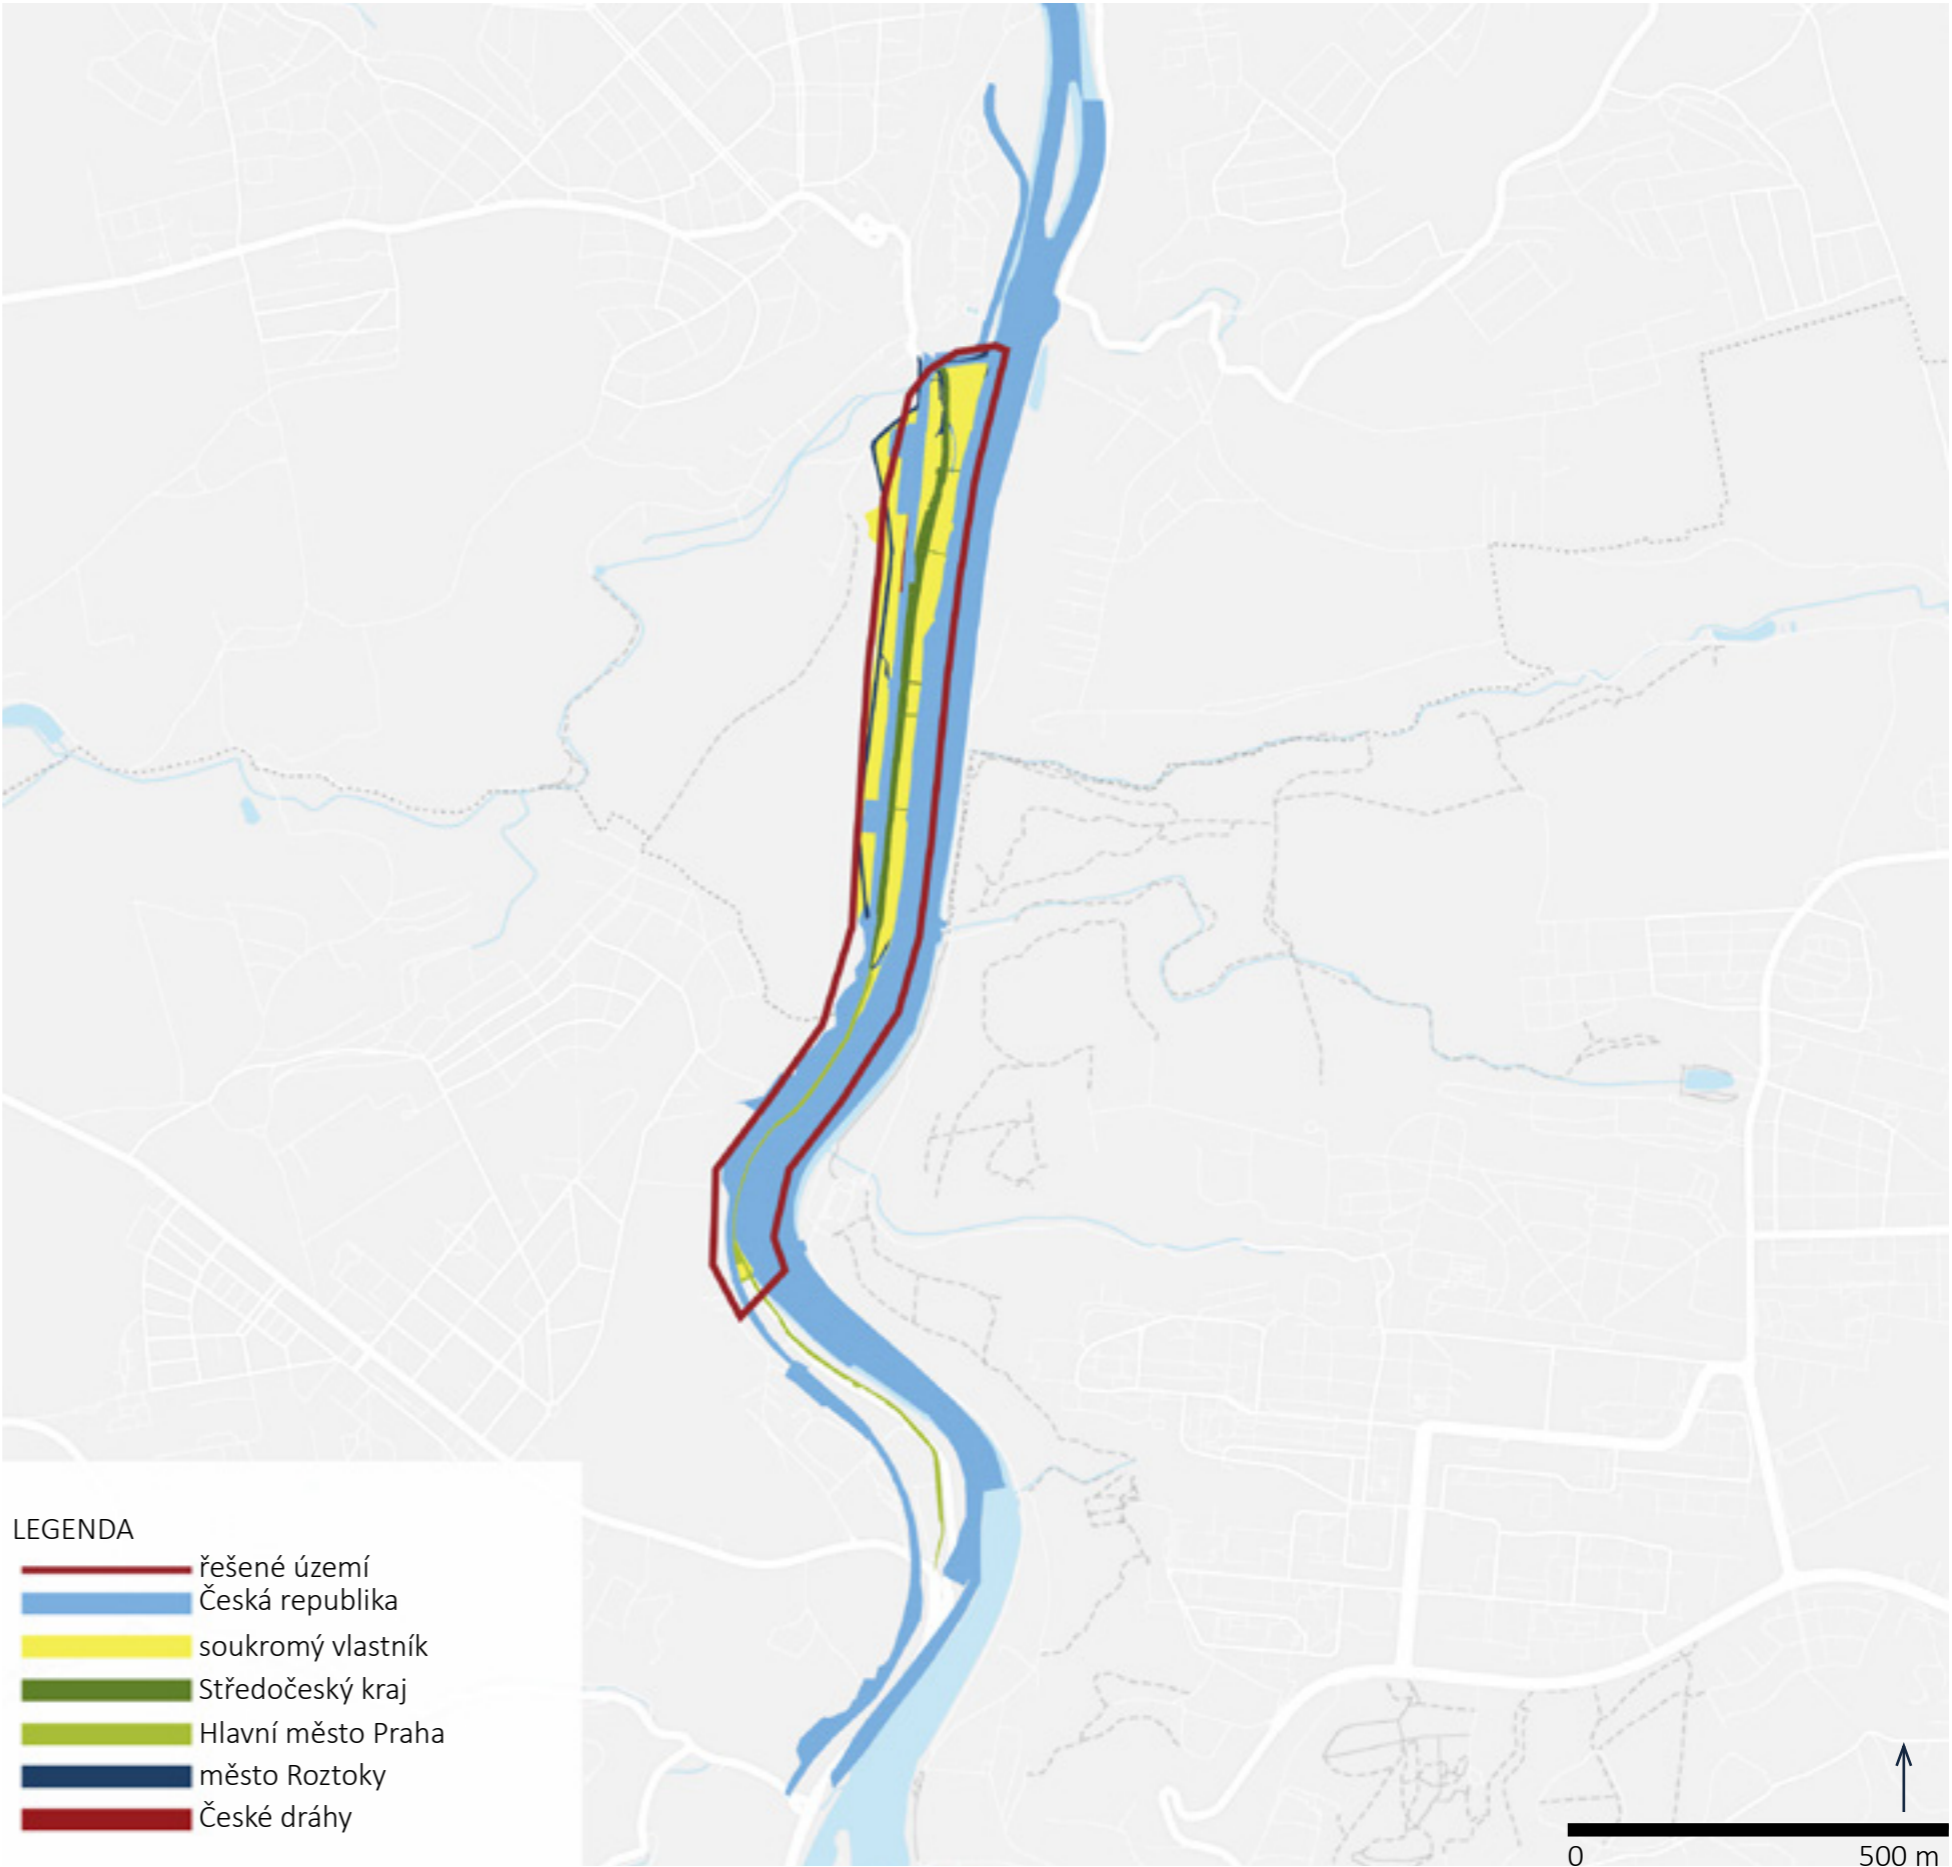 LEGENDA
řešené území
Česká republika
soukromý vlastník
Středočeský kraj
Hlavní město Praha
město Roztoky
České dráhy
0 500 m